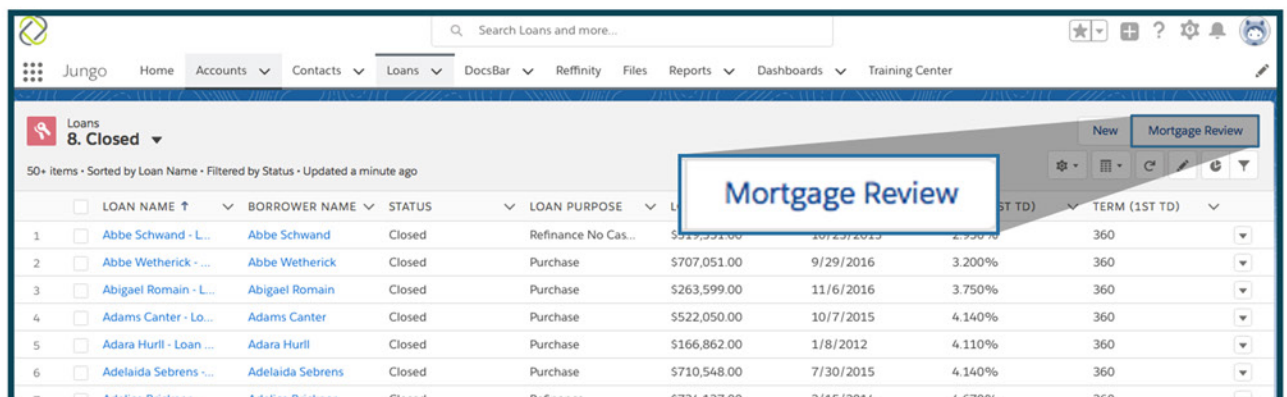 Search Loans and more...
Jungo Home Accounts Contacts Loans DocsBar Reffinity Files Reports Dashboards Training Center
Loans
8. Closed
New Mortgage Review
50+ items • Sorted by Loan Name • Filtered by Status • Updated a minute ago
Mortgage Review
LOAN NAME BORROWER NAME STATUS LOAN PURPOSE TERM (1ST TD)
1 Abbe Schwand - L... Abbe Schwand Closed Refinance No Cas... 360
2 Abbe Wetherick - ... Abbe Wetherick Closed Purchase $707,051.00 9/29/2016 3.200% 360
3 Abigael Romain - L... Abigael Romain Closed Purchase $263,599.00 11/6/2016 3.750% 360
4 Adams Canter - Lo... Adams Canter Closed Purchase $522,050.00 10/7/2015 4.140% 360
5 Adara Hurll - Loan ... Adara Hurll Closed Purchase $166,862.00 1/8/2012 4.110% 360
6 Adelaida Sebrens -... Adelaida Sebrens Closed Purchase $710,548.00 7/30/2015 4.140% 360